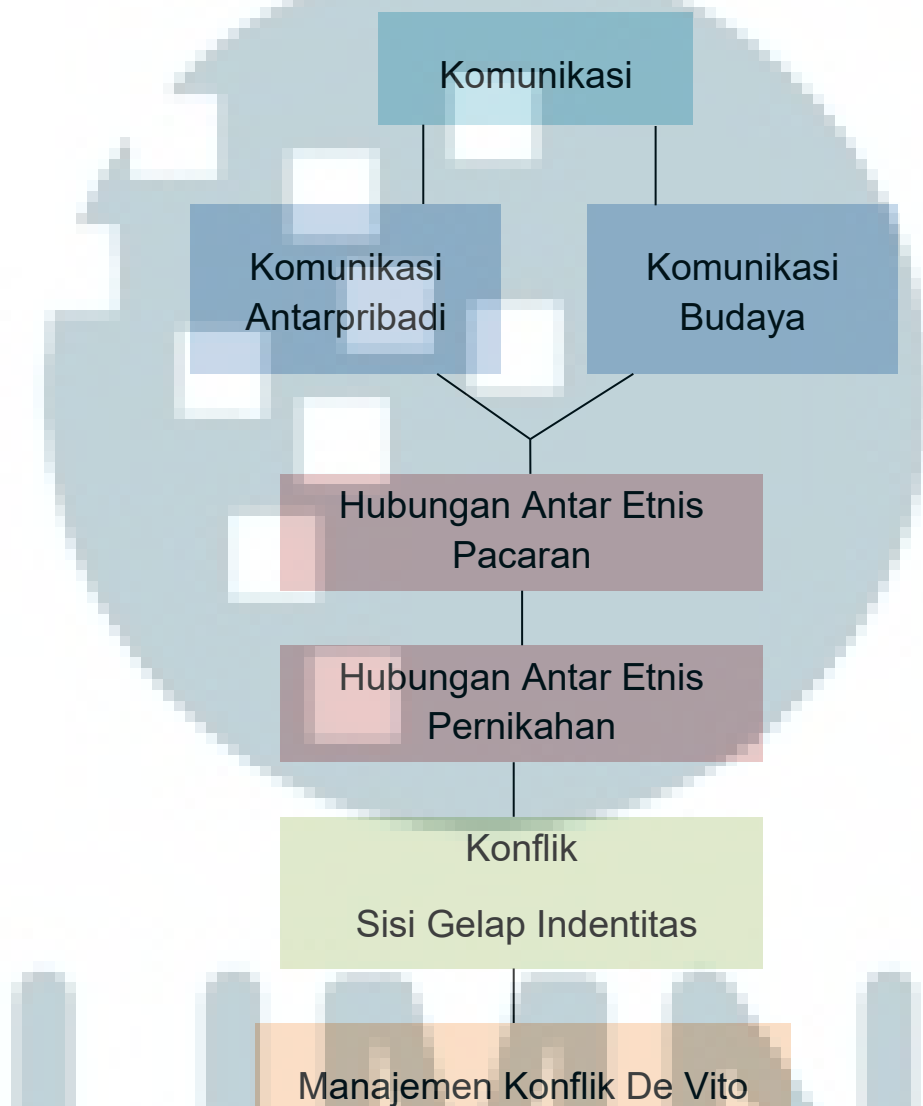 Komunikasi
Komunikasi
Antarpribadi
Komunikasi
Budaya
Hubungan Antar Etnis
Pacaran
Hubungan Antar Etnis
Pernikahan
Konflik
Sisi Gelap Indentitas
Manajemen Konflik De Vito